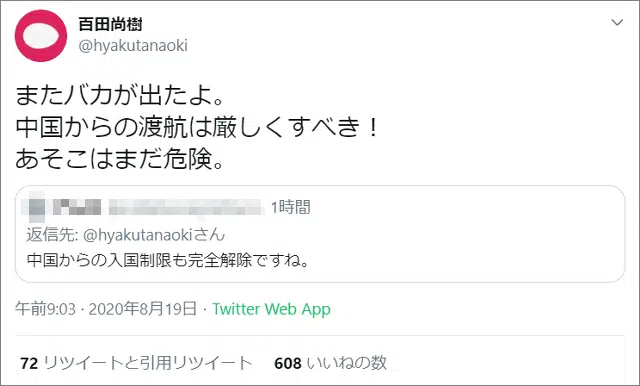 百田尚樹
@hyakutanaoki
またバカが出たよ。
中国からの渡航は厳しくすべき！
あそこはまだ危険。
1時間
返信先: @hyakutanaokiさん
中国からの入国制限も完全解除ですね。
午前9:03 · 2020年8月19日 · Twitter Web App
72 リツイートと引用リツイート 608 いいねの数